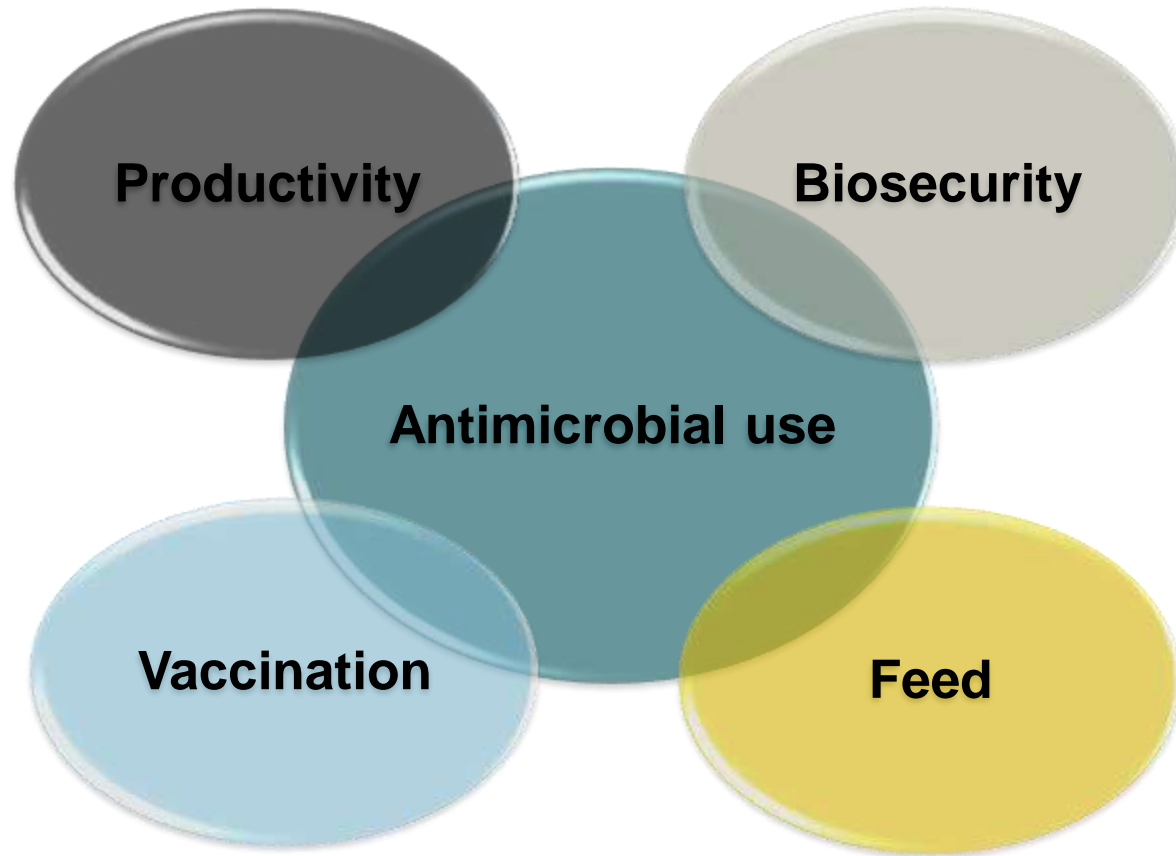 Productivity
Biosecurity
Antimicrobial use
Vaccination
Feed